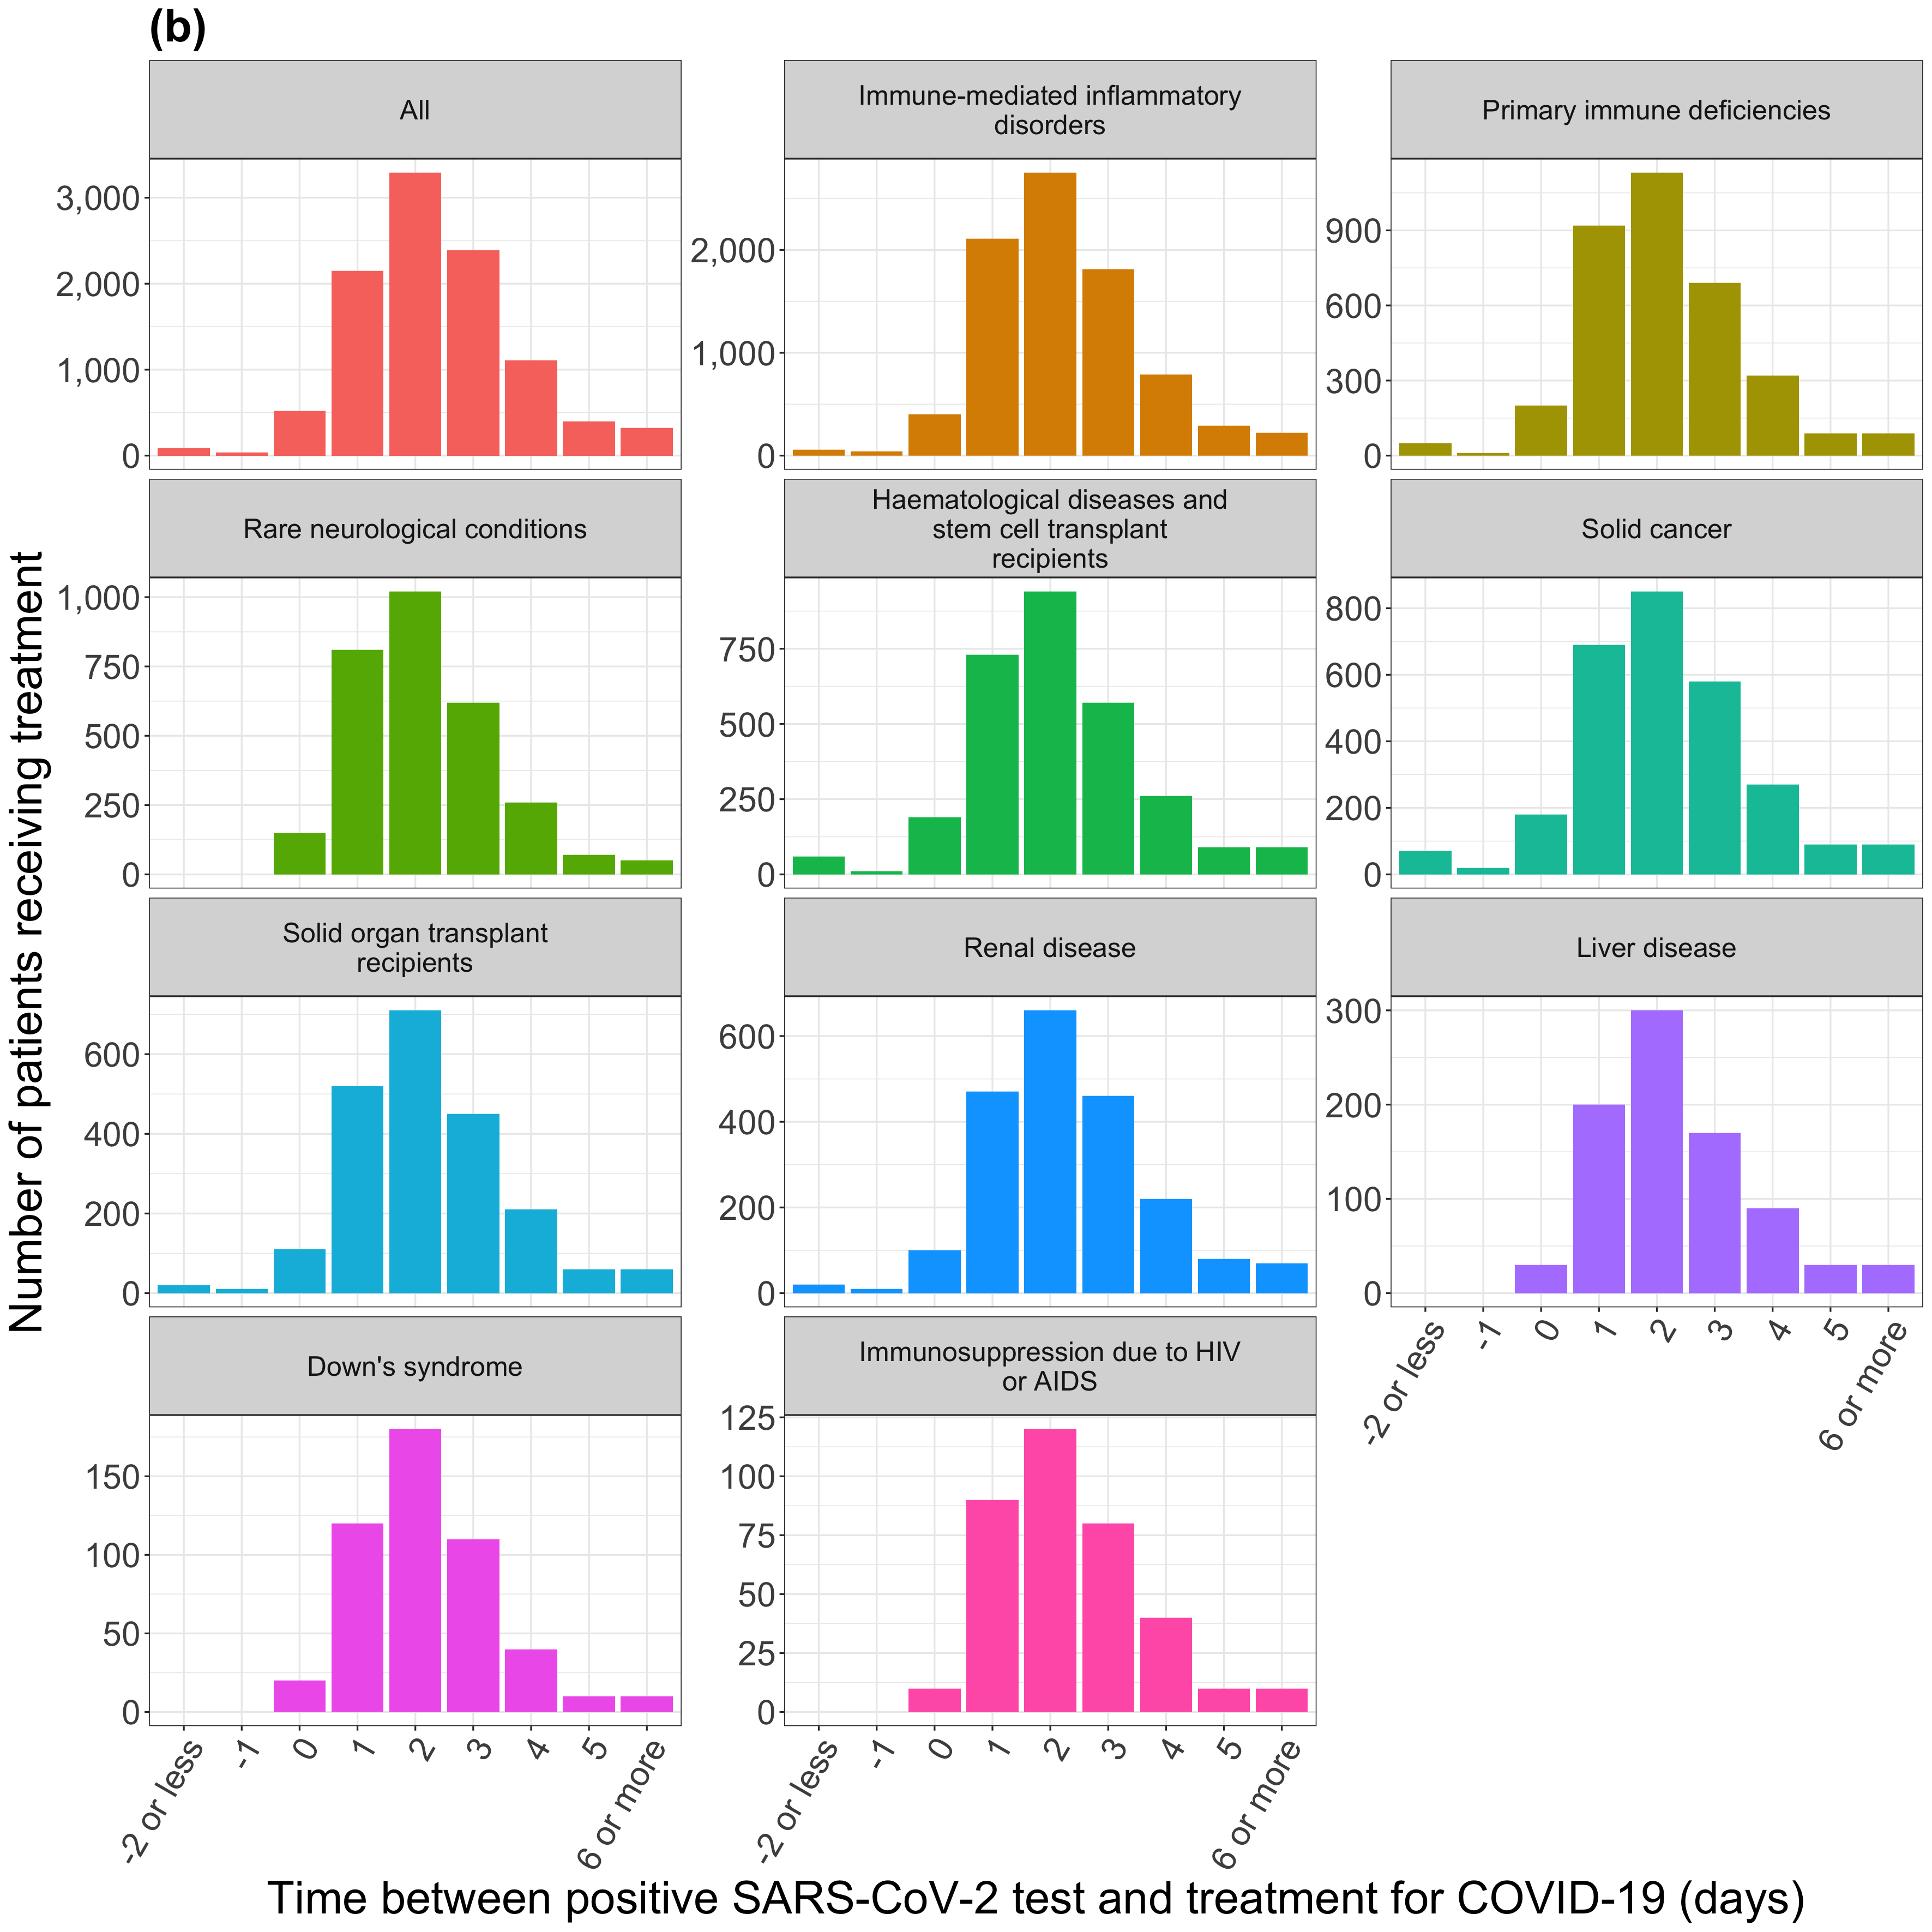 (b)
All
3,000
2,000
1,000
0
Immune-mediated inflammatory
disorders
2,000
1,000
0
Primary immune deficiencies
900
600
300
0
Rare neurological conditions
1,000
750
500
250
0
Haematological diseases and
stem cell transplant
recipients
750
500
250
0
Solid cancer
800
600
400
200
0
Solid organ transplant
recipients
600
400
200
0
Renal disease
600
400
200
0
Liver disease
300
200
100
0
-2 or less
-1
0
1
2
3
4
5
6 or more
Down's syndrome
150
100
50
0
-2 or less
-1
0
1
2
3
4
5
6 or more
Immunosuppression due to HIV
or AIDS
125
100
75
50
25
0
-2 or less
-1
0
1
2
3
4
5
6 or more
Number of patients receiving treatment
Time between positive SARS-CoV-2 test and treatment for COVID-19 (days)